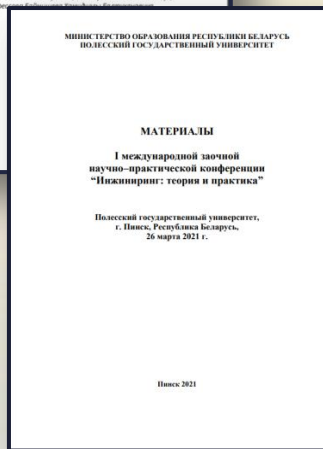 МИНИСТЕРСТВО ОБРАЗОВАНИЯ РЕСПУБЛИКИ БЕЛАРУСЬ
ПОЛЕССКИЙ ГОСУДАРСТВЕННЫЙ УНИВЕРСИТЕТ
МАТЕРИАЛЫ
I международной заочной
научно–практической конференции
“Инжиниринг: теория и практика”
Полесский государственный университет,
г. Пинск, Республика Беларусь,
26 марта 2021 г.
Пинск 2021